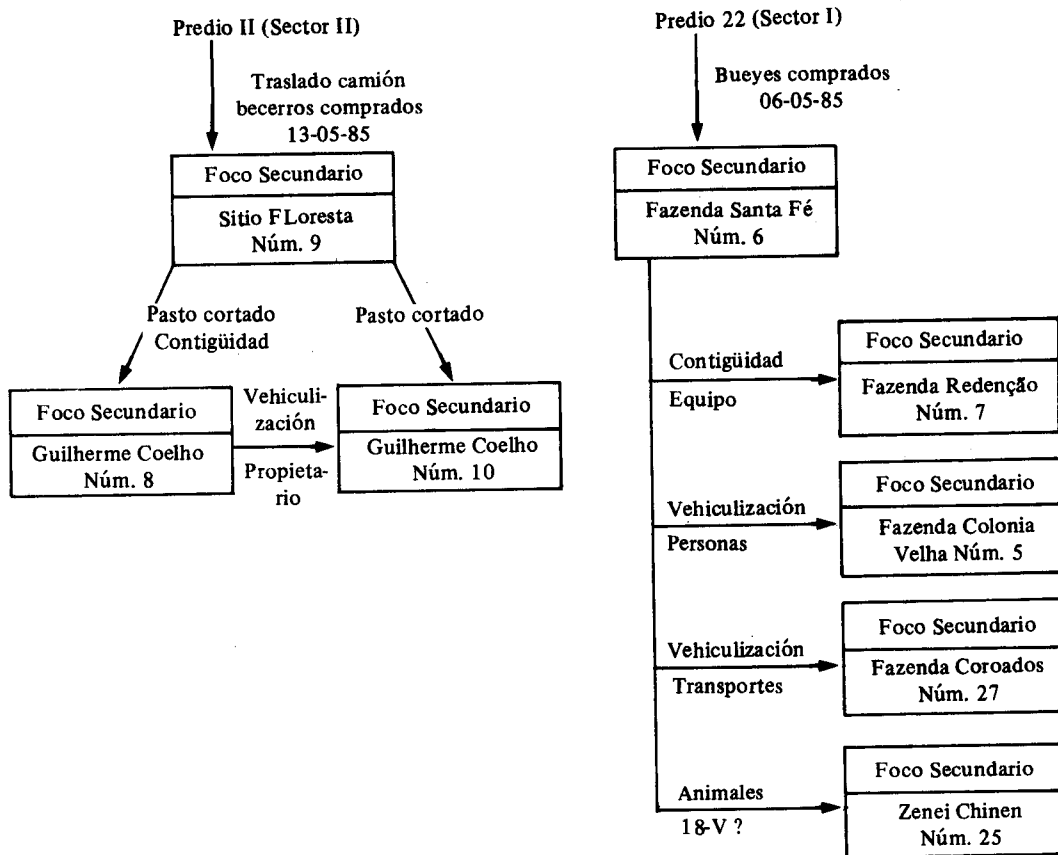 Predio II (Sector II)
Traslado camión
becerros comprados
13-05-85
Foco Secundario
Sitio FLoresta
Núm. 9
Pasto cortado
Contigüidad
Pasto cortado
Foco Secundario
Guilherme Coelho
Núm. 8
Vehiculi-
zación
Propieta-
rio
Foco Secundario
Guilherme Coelho
Núm. 10
Predio 22 (Sector I)
Bueyes comprados
06-05-85
Foco Secundario
Fazenda Santa Fé
Núm. 6
Contigüidad
Equipo
Foco Secundario
Fazenda Redenção
Núm. 7
Vehiculización
Personas
Foco Secundario
Fazenda Colonia
Velha Núm. 5
Vehiculización
Transportes
Foco Secundario
Fazenda Coroados
Núm. 27
Animales
18-V ?
Foco Secundario
Zenei Chinen
Núm. 25